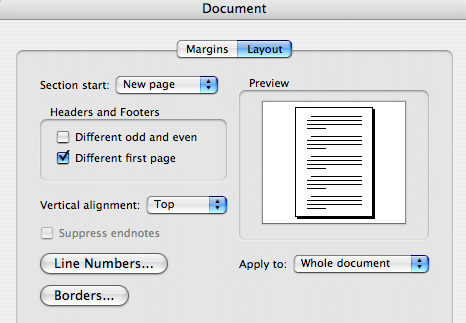 Document
Margins Layout
Section start: New page
Preview
Headers and Footers
Different odd and even
Different first page
Vertical alignment: Top
Suppress endnotes
Line Numbers...
Apply to: Whole document
Borders...